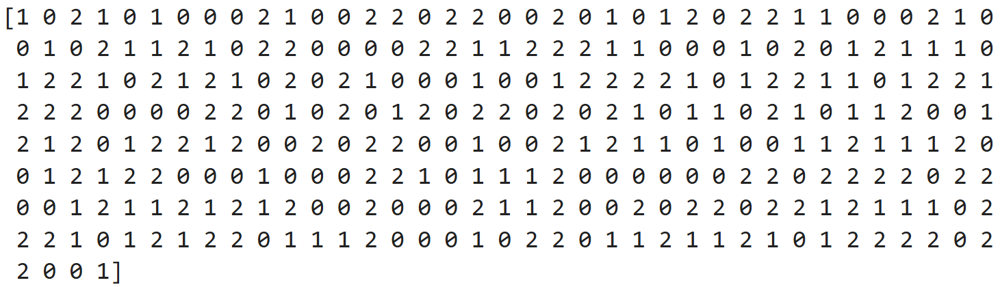 [1 0 2 1 0 1 0 0 0 2 1 0 0 2 2 0 2 2 0 0 2 0 1 0 1 2 0 2 2 1 1 0 0 0 2 1 0
0 1 0 2 1 1 2 1 0 2 2 0 0 0 0 2 2 1 1 2 2 2 1 1 0 0 0 1 0 2 0 1 2 1 1 1 0
1 2 2 1 0 2 1 2 1 0 2 0 2 1 0 0 0 1 0 0 1 2 2 2 2 1 0 1 2 2 1 1 0 1 2 2 1
2 2 2 0 0 0 0 2 2 0 1 0 2 0 1 2 0 2 2 0 2 0 2 1 0 1 1 0 2 1 0 1 1 2 0 0 1
2 1 2 0 1 2 2 1 2 0 0 2 0 2 2 0 0 1 0 0 2 1 2 1 1 0 1 0 0 1 1 2 1 1 1 2 0
0 1 2 1 2 2 0 0 0 1 0 0 0 2 2 1 0 1 1 1 2 0 0 0 0 0 0 2 2 0 2 2 2 2 0 2 2
0 0 1 2 1 1 2 1 2 1 2 0 0 2 0 0 0 2 1 1 2 0 0 2 0 2 2 0 2 2 1 2 1 1 1 0 2
2 2 1 0 1 2 1 2 2 0 1 1 1 2 0 0 0 1 0 2 2 0 1 1 2 1 1 2 1 0 1 2 2 2 2 0 2
2 0 0 1]